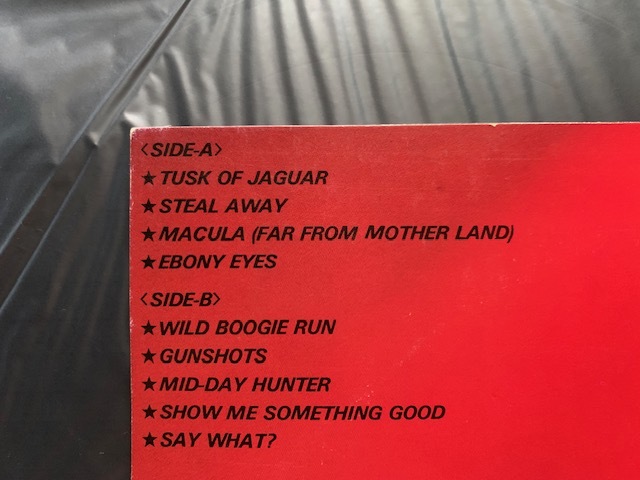 〈SIDE-A〉
★TUSK OF JAGUAR
★STEAL AWAY
★MACULA (FAR FROM MOTHER LAND)
★EBONY EYES
〈SIDE-B〉
★WILD BOOGIE RUN
★GUNSHOTS
★MID-DAY HUNTER
★SHOW ME SOMETHING GOOD
★SAY WHAT?